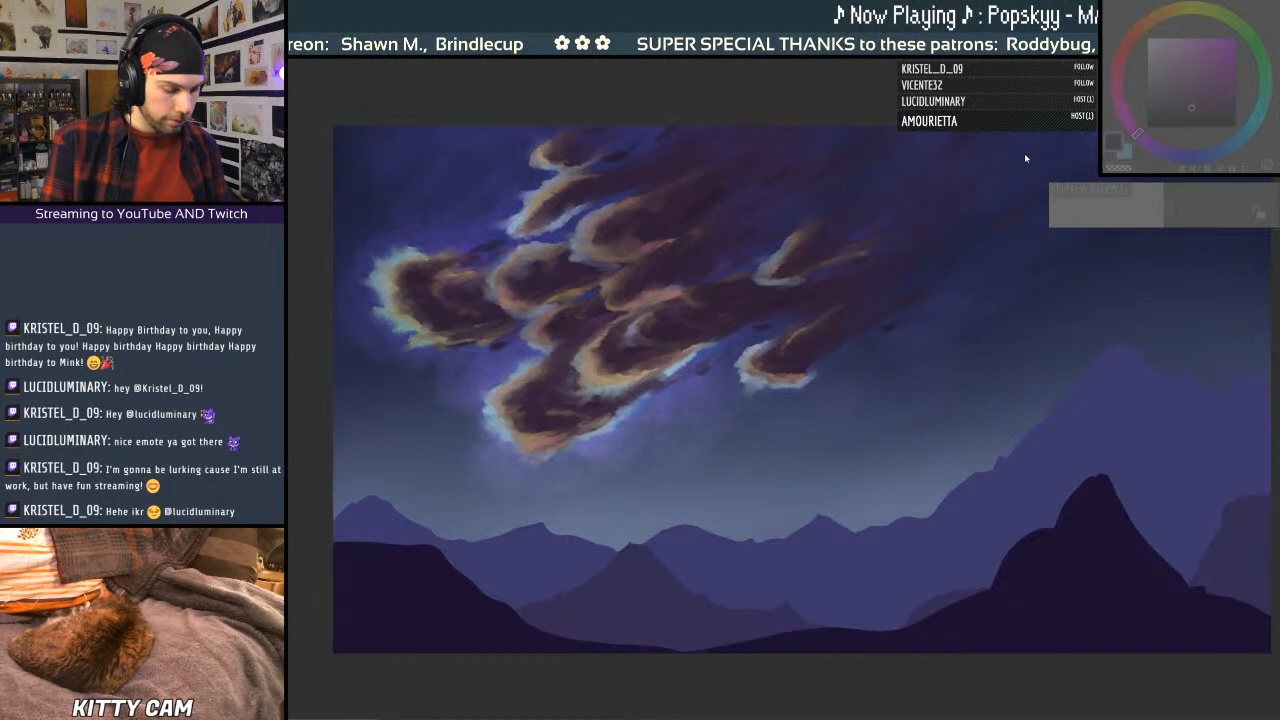 ♪ Now Playing ♪ : Popskyy - M
reon: Shawn M., Brindlecup ✿ ✿ ✿ SUPER SPECIAL THANKS to these patrons: Roddybug,
KRISTEL_D_09 FOLLOW
VICENTE32 FOLLOW
LUCIDLUMINARY HOST(1)
AMOURIETTA HOST(1)
Streaming to YouTube AND Twitch
KRISTEL_D_09: Happy Birthday to you, Happy
birthday to you! Happy birthday Happy birthday Happy
birthday to Mink! 😄🎉
LUCIDLUMINARY: hey @Kristel_D_09!
KRISTEL_D_09: Hey @lucidluminary
LUCIDLUMINARY: nice emote ya got there
KRISTEL_D_09: I'm gonna be lurking cause I'm still at
work, but have fun streaming! 😊
KRISTEL_D_09: Hehe ikr 🥺 @lucidluminary
KITTY CAM